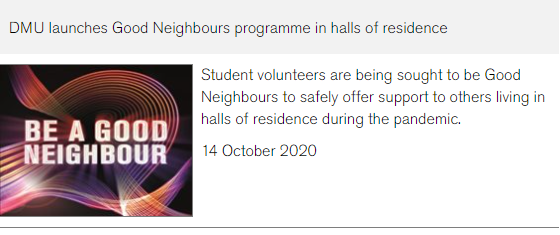 DMU launches Good Neighbours programme in halls of residence
BE A GOOD
NEIGHBOUR
Student volunteers are being sought to be Good
Neighbours to safely offer support to others living in
halls of residence during the pandemic.
14 October 2020